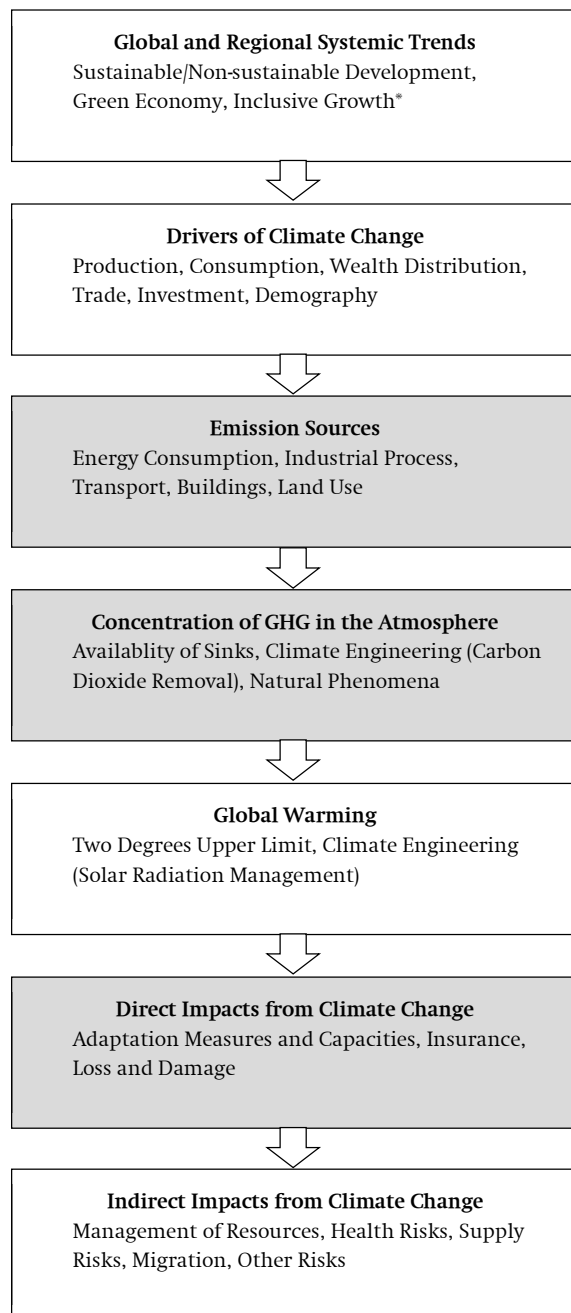 Global and Regional Systemic Trends
Sustainable/Non-sustainable Development,
Green Economy, Inclusive Growth*
Drivers of Climate Change
Production, Consumption, Wealth Distribution,
Trade, Investment, Demography
Emission Sources
Energy Consumption, Industrial Process,
Transport, Buildings, Land Use
Concentration of GHG in the Atmosphere
Availablity of Sinks, Climate Engineering (Carbon
Dioxide Removal), Natural Phenomena
Global Warming
Two Degrees Upper Limit, Climate Engineering
(Solar Radiation Management)
Direct Impacts from Climate Change
Adaptation Measures and Capacities, Insurance,
Loss and Damage
Indirect Impacts from Climate Change
Management of Resources, Health Risks, Supply
Risks, Migration, Other Risks